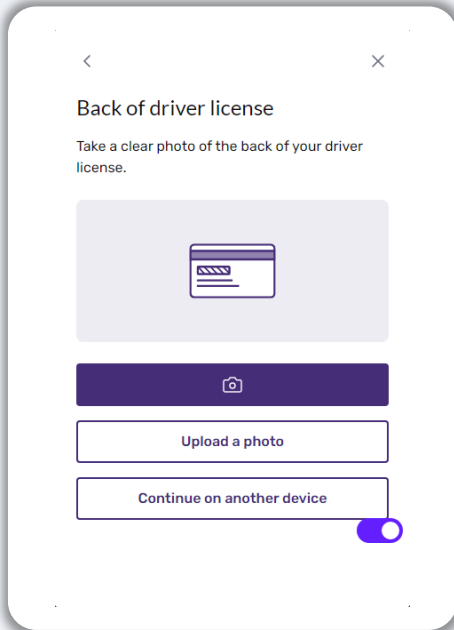 Back of driver license
Take a clear photo of the back of your driver
license.
Upload a photo
Continue on another device